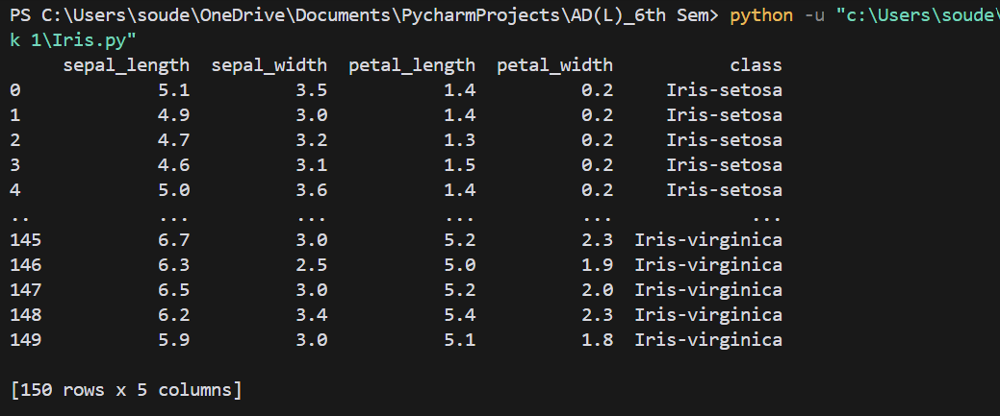 PS C:\Users\soude\OneDrive\Documents\PycharmProjects\AD(L)_6th Sem> python -u "c:\Users\soude\
k 1\Iris.py"
     sepal_length  sepal_width  petal_length  petal_width           class
0             5.1          3.5           1.4          0.2     Iris-setosa
1             4.9          3.0           1.4          0.2     Iris-setosa
2             4.7          3.2           1.3          0.2     Iris-setosa
3             4.6          3.1           1.5          0.2     Iris-setosa
4             5.0          3.6           1.4          0.2     Iris-setosa
..            ...          ...           ...          ...             ...
145           6.7          3.0           5.2          2.3  Iris-virginica
146           6.3          2.5           5.0          1.9  Iris-virginica
147           6.5          3.0           5.2          2.0  Iris-virginica
148           6.2          3.4           5.4          2.3  Iris-virginica
149           5.9          3.0           5.1          1.8  Iris-virginica
[150 rows x 5 columns]